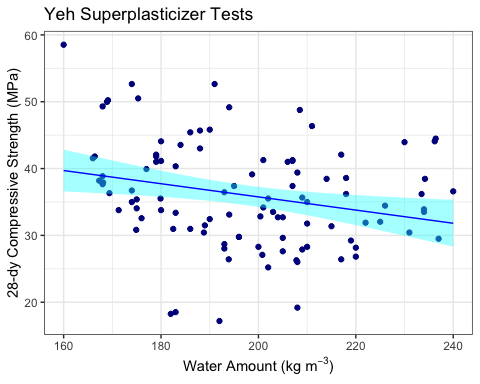 Yeh Superplasticizer Tests
60
50
40
30
20
28-dy Compressive Strength (MPa)
160 180 200 220 240
Water Amount (kg m⁻³)